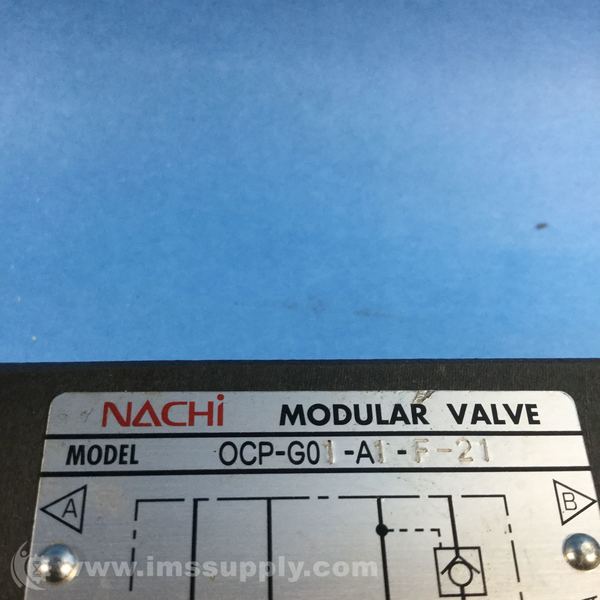 NACHi MODULAR VALVE
MODEL OCP-G01-A1-F-21
A B
www.imssupply.com